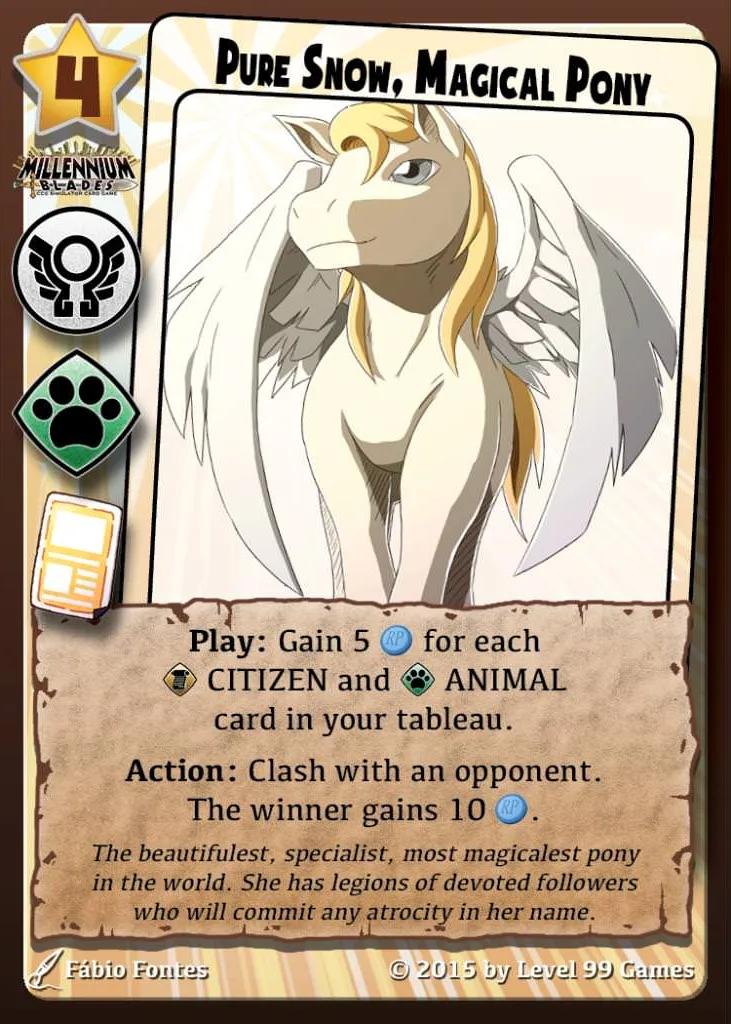 4
PURE SNOW, MAGICAL PONY
MILLENNIUM
BLADES
CCG SIMULATOR CARD GAME
Play: Gain 5 RP for each
CITIZEN and ANIMAL
card in your tableau.
Action: Clash with an opponent.
The winner gains 10 RP.
The beautifulest, specialist, most magicalest pony
in the world. She has legions of devoted followers
who will commit any atrocity in her name.
Fábio Fontes
© 2015 by Level 99 Games